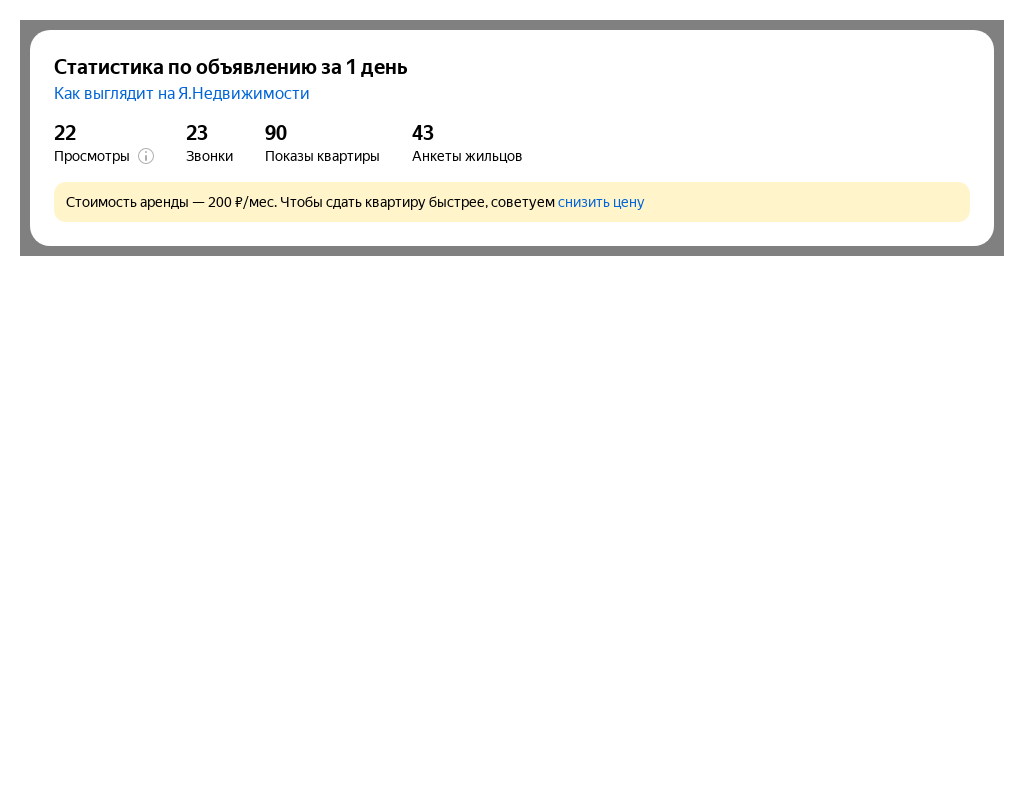 Статистика по объявлению за 1 день
Как выглядит на Я.Недвижимости
22 23 90 43
Просмотры Звонки Показы квартиры Анкеты жильцов
Стоимость аренды — 200 ₽/мес. Чтобы сдать квартиру быстрее, советуем снизить цену